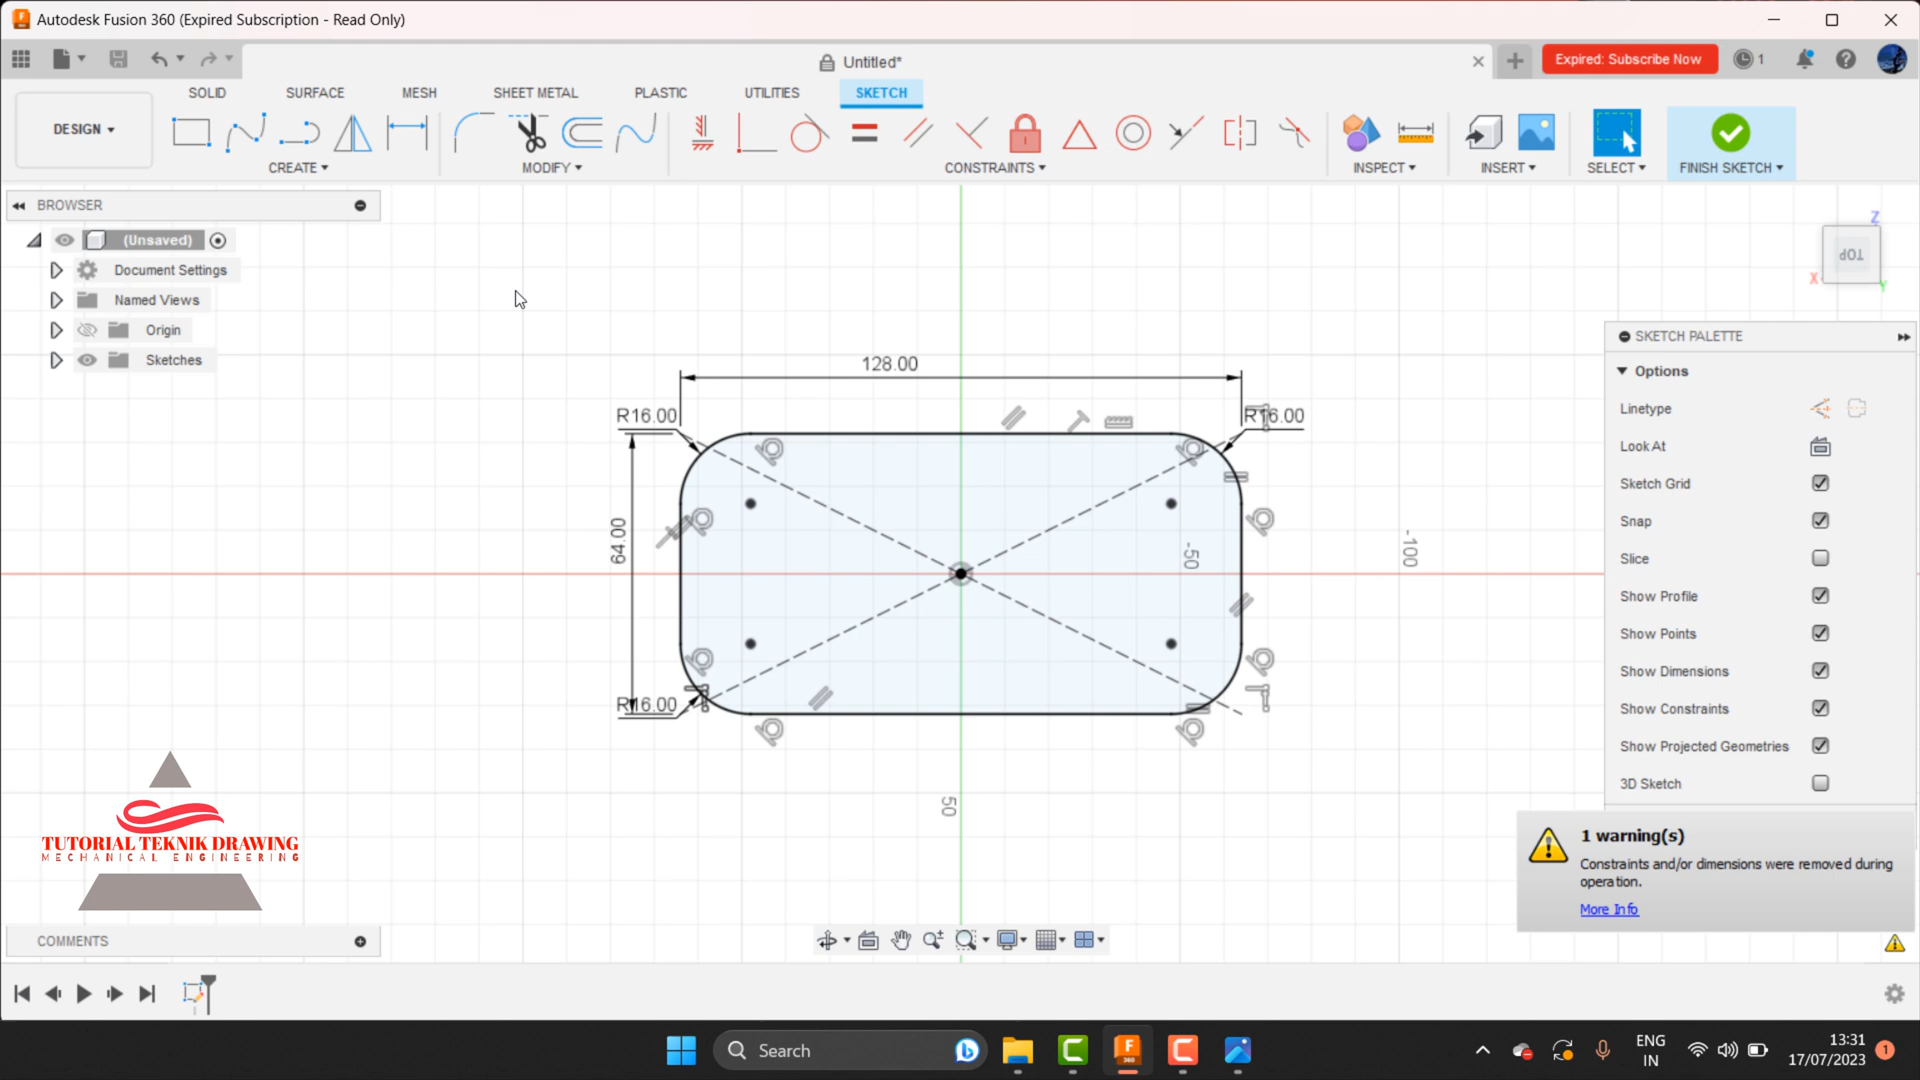 Autodesk Fusion 360 (Expired Subscription - Read Only)
Untitled*
Expired: Subscribe Now
1
DESIGN
SOLID
SURFACE
MESH
SHEET METAL
PLASTIC
UTILITIES
SKETCH
CREATE
MODIFY
CONSTRAINTS
INSPECT
INSERT
SELECT
FINISH SKETCH
BROWSER
(Unsaved)
Document Settings
Named Views
Origin
Sketches
Z
TOP
X
Y
128.00
R16.00
R16.00
64.00
R16.00
-50
-100
50
SKETCH PALETTE
Options
Linetype
Look At
Sketch Grid
Snap
Slice
Show Profile
Show Points
Show Dimensions
Show Constraints
Show Projected Geometries
3D Sketch
1 warning(s)
Constraints and/or dimensions were removed during
operation.
More Info
TUTORIAL TEKNIK DRAWING
MECHANICAL ENGINEERING
COMMENTS
Search
F
360
ENG
IN
13:31
17/07/2023
1